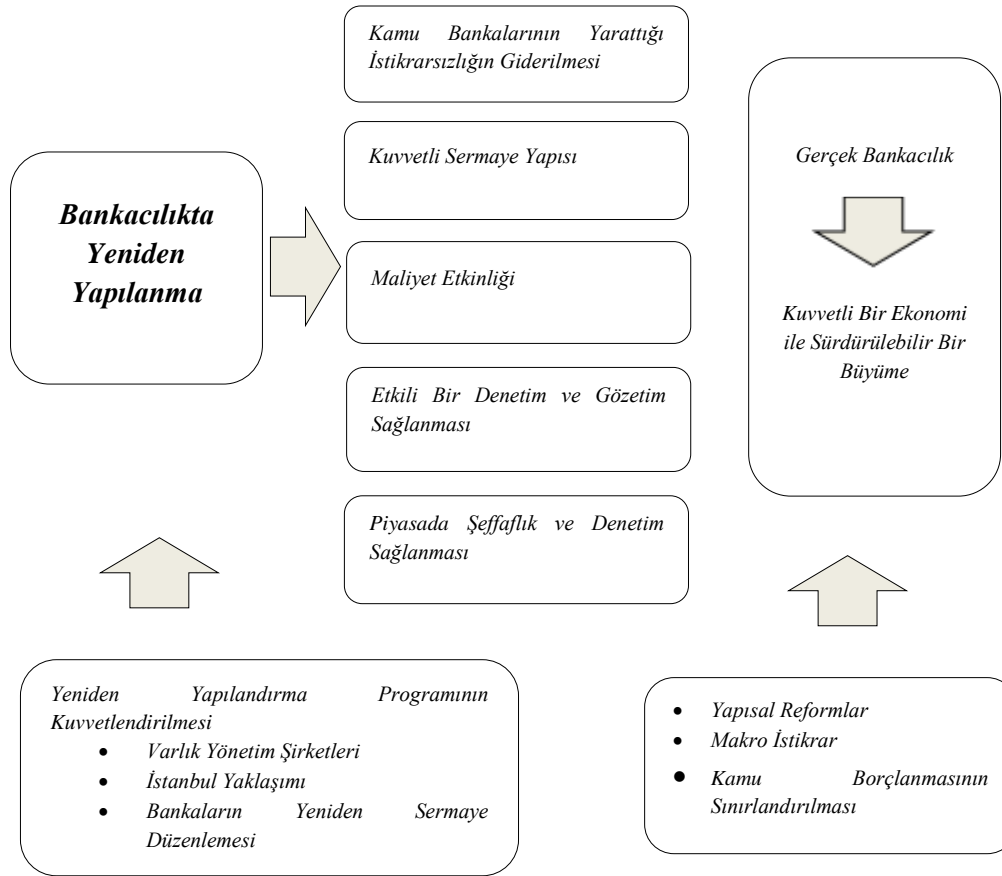 Bankacılıkta
Yeniden
Yapılanma
Kamu Bankalarının Yarattığı
İstikrarsızlığın Giderilmesi
Kuvvetli Sermaye Yapısı
Maliyet Etkinliği
Etkili Bir Denetim ve Gözetim
Sağlanması
Piyasada Şeffaflık ve Denetim
Sağlanması
Gerçek Bankacılık
Kuvvetli Bir Ekonomi
ile Sürdürülebilir Bir
Büyüme
Yeniden Yapılandırma Programının
Kuvvetlendirilmesi
• Varlık Yönetim Şirketleri
• İstanbul Yaklaşımı
• Bankaların Yeniden Sermaye
Düzenlemesi
• Yapısal Reformlar
• Makro İstikrar
• Kamu Borçlanmasının
Sınırlandırılması